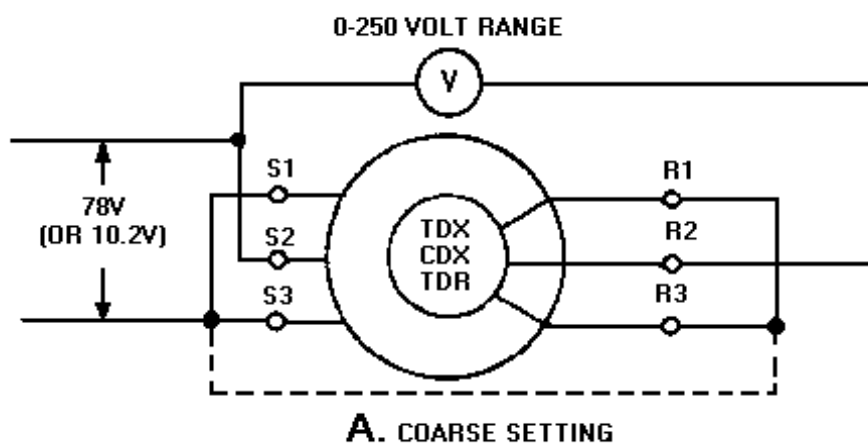 0-250 VOLT RANGE
V
S1
R1
78V
(OR 10.2V)
TDX
CDX
TDR
S2
R2
S3
R3
A. COARSE SETTING